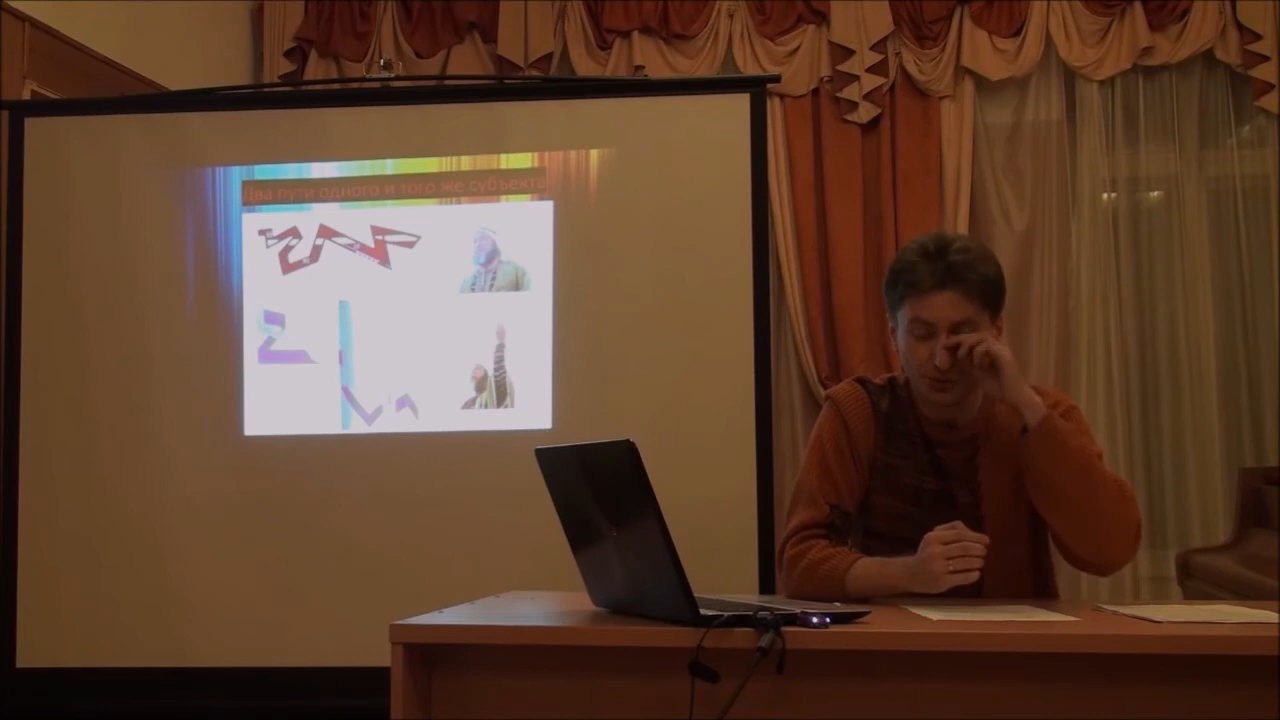 Два пути одного и того же субъекта